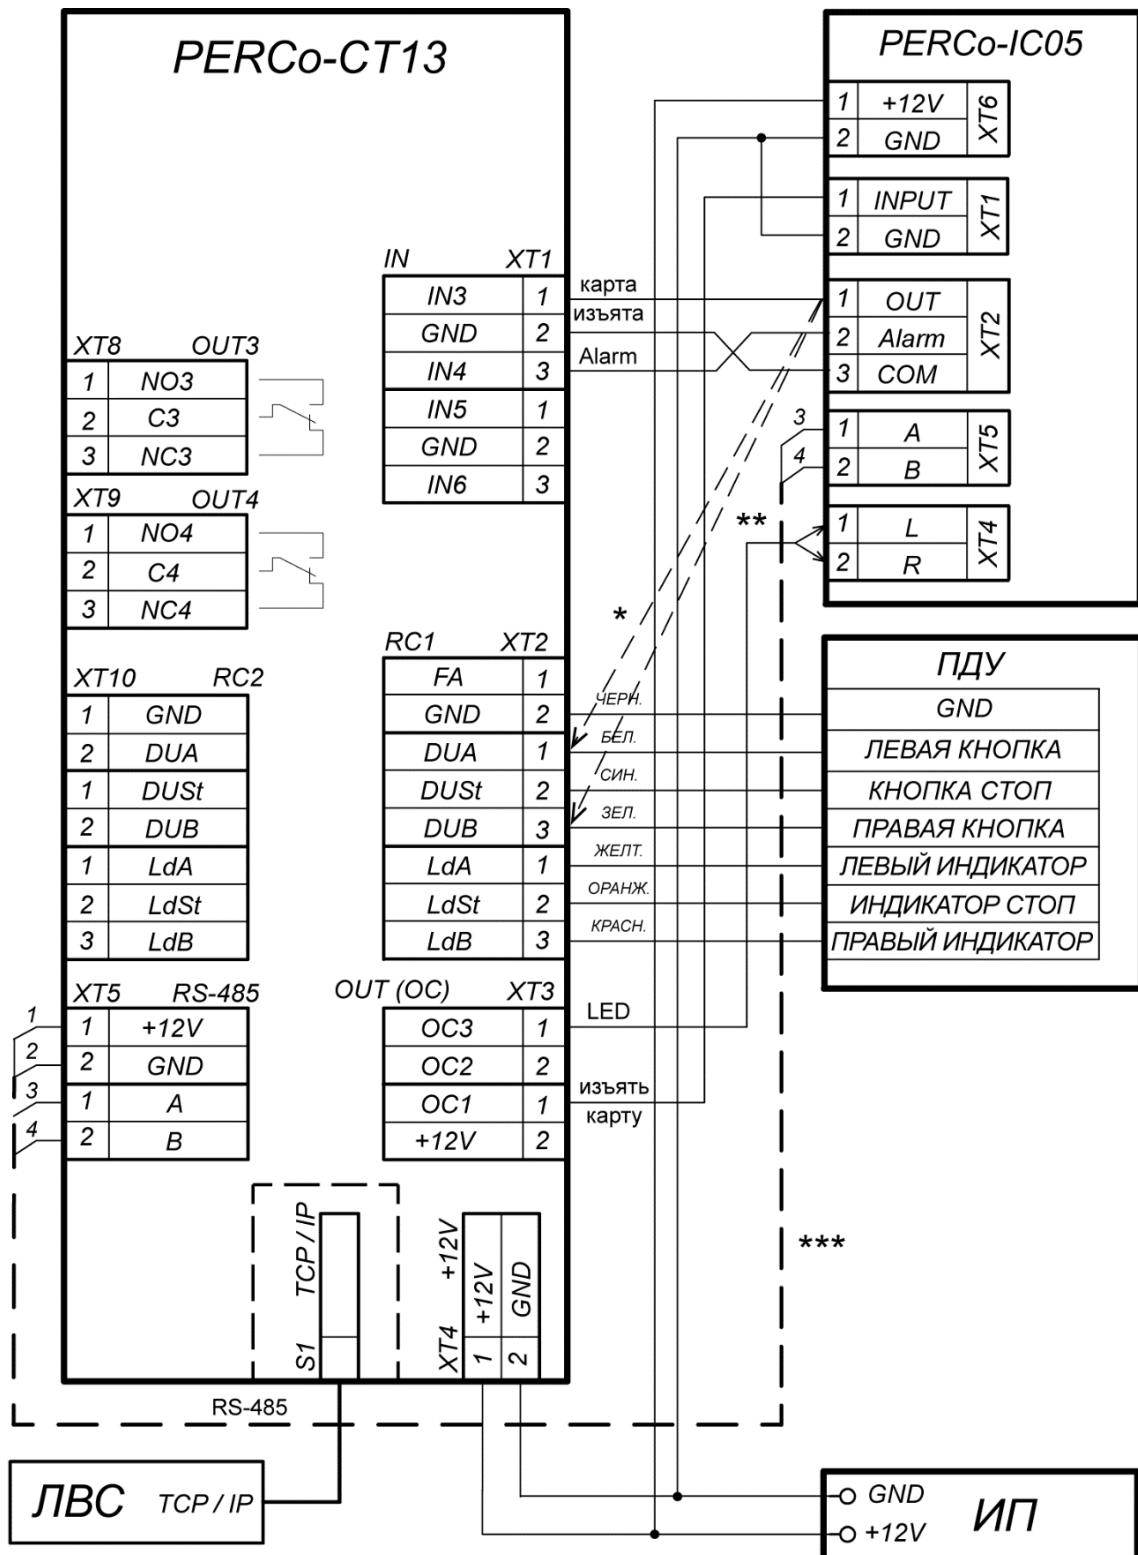 PERCo-CT13
PERCo-IC05
1 +12V XT6
2 GND
1 INPUT XT1
2 GND
1 OUT XT2
2 Alarm
3 COM
3 1 A XT5
4 2 B
** 1 L XT4
2 R
IN XT1
IN3 1 карта
GND 2 изъята
IN4 3 Alarm
IN5 1
GND 2
IN6 3
XT8 OUT3
1 NO3
2 C3
3 NC3
XT9 OUT4
1 NO4
2 C4
3 NC4
*
RC1 XT2
FA 1
GND 2 ЧЕРН.
DUA 1 БЕЛ.
DUSt 2 СИН.
DUB 3 ЗЕЛ.
LdA 1 ЖЕЛТ.
LdSt 2 ОРАНЖ.
LdB 3 КРАСН.
ПДУ
GND
ЛЕВАЯ КНОПКА
КНОПКА СТОП
ПРАВАЯ КНОПКА
ЛЕВЫЙ ИНДИКАТОР
ИНДИКАТОР СТОП
ПРАВЫЙ ИНДИКАТОР
XT10 RC2
1 GND
2 DUA
1 DUSt
2 DUB
1 LdA
2 LdSt
3 LdB
XT5 RS-485
1 1 +12V
2 2 GND
3 1 A
4 2 B
OUT (OC) XT3
OC3 1 LED
OC2 2
OC1 1 изъять
+12V 2 карту
S1 TCP / IP
XT4 +12V
1 +12V
2 GND
***
RS-485
ЛВС TCP / IP
GND ИП
+12V